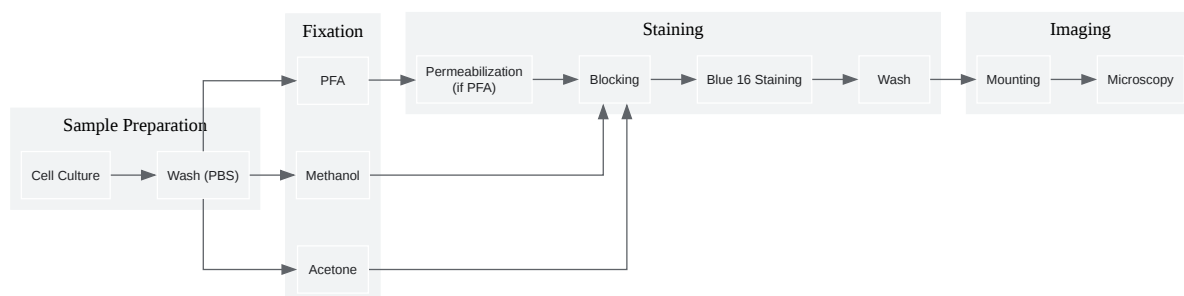 Fixation
Staining
Imaging
PFA
Permeabilization
(if PFA)
Blocking
Blue 16 Staining
Wash
Mounting
Microscopy
Sample Preparation
Cell Culture
Wash (PBS)
Methanol
Acetone